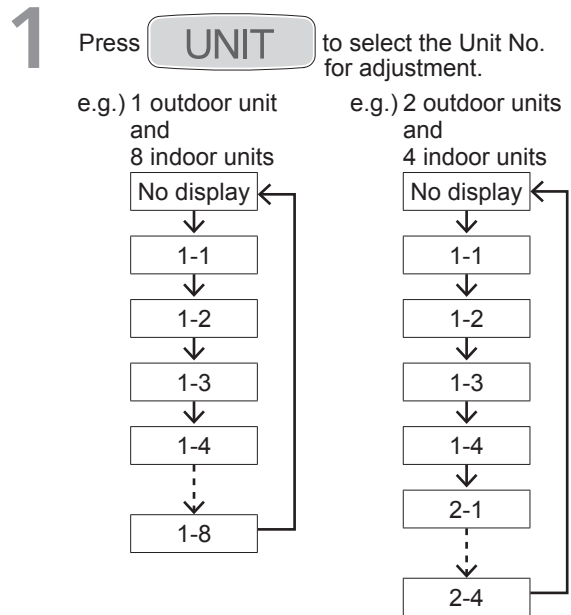 1
Press UNIT to select the Unit No.
for adjustment.
e.g.) 1 outdoor unit
and
8 indoor units
No display
1-1
1-2
1-3
1-4
1-8
e.g.) 2 outdoor units
and
4 indoor units
No display
1-1
1-2
1-3
1-4
2-1
2-4